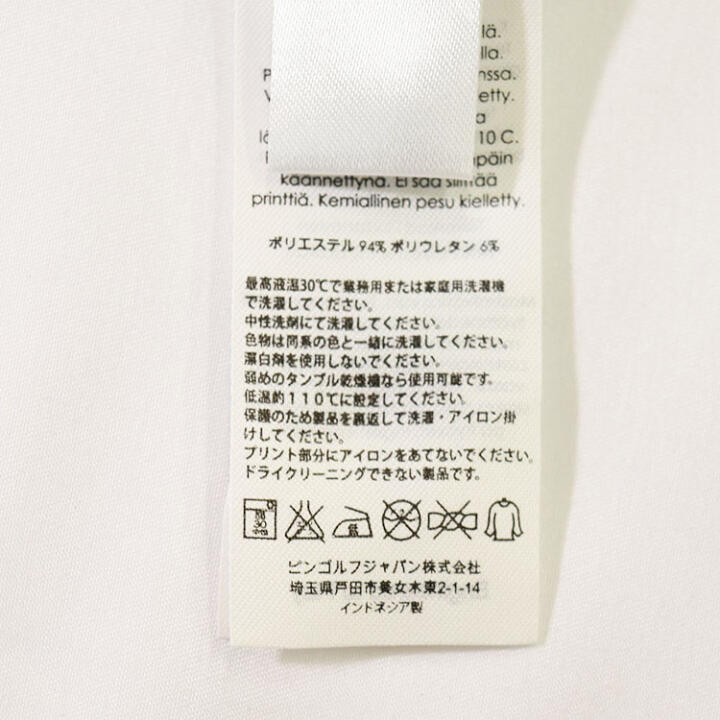 lä.
lla.
nssa.
etty.
a
10 C.
npäin
käännettynä. Ei saa silittää
printtiä. Kemiallinen pesu kielletty.
ポリエステル 94% ポリウレタン 6%
最高液温30℃で業務用または家庭用洗濯機
で洗濯してください。
中性洗剤にて洗濯してください。
色物は同系の色と一緒に洗濯してください。
漂白剤を使用しないでください。
弱めのタンブル乾燥機なら使用可能です。
低温約110℃に設定してください。
保護のため製品を裏返して洗濯・アイロン掛
けしてください。
プリント部分にアイロンをあてないでください。
ドライクリーニングできない製品です。
ピンゴルフジャパン株式会社
埼玉県戸田市美女木東2-1-14
インドネシア製